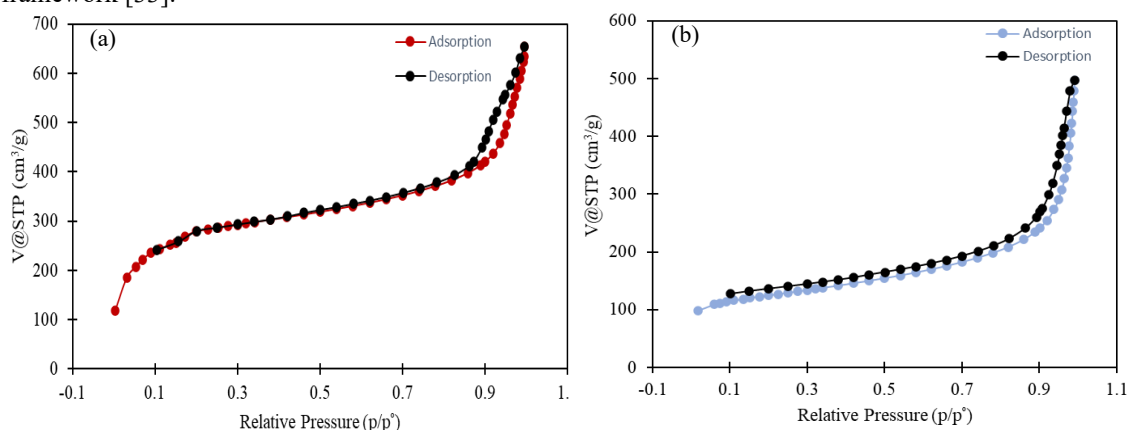 framework [35].
(a)
Adsorption
Desorption
700
600
500
400
300
200
100
0
V@STP (cm³/g)
-0.1 0.1 0.3 0.5 0.7 0.9 1.
Relative Pressure (p/p°)
(b)
Adsorption
Desorption
600
500
400
300
200
100
0
V@STP (cm³/g)
-0.1 0.1 0.3 0.5 0.7 0.9 1.1
Relative Pressure (p/p°)